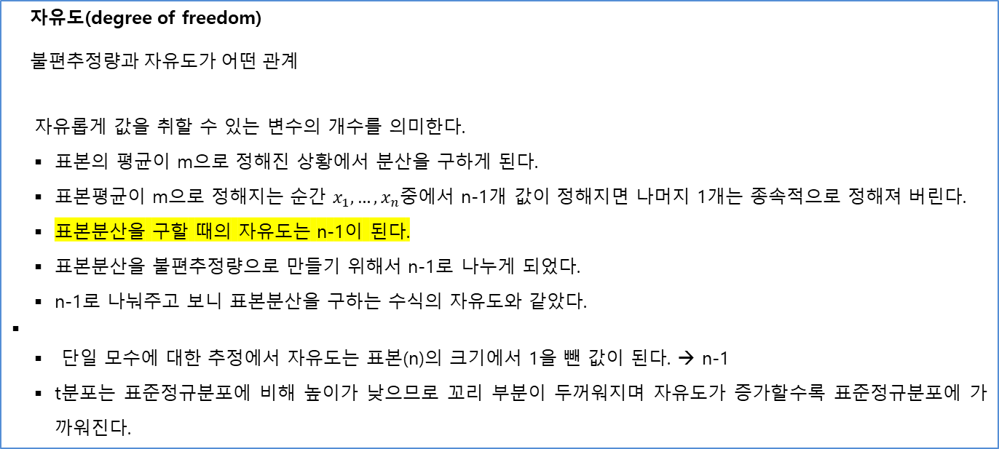 자유도(degree of freedom)
불편추정량과 자유도가 어떤 관계
자유롭게 값을 취할 수 있는 변수의 개수를 의미한다.
▪ 표본의 평균이 m으로 정해진 상황에서 분산을 구하게 된다.
▪ 표본평균이 m으로 정해지는 순간 𝑥₁, … , 𝑥ₙ중에서 n-1개 값이 정해지면 나머지 1개는 종속적으로 정해져 버린다.
▪ 표본분산을 구할 때의 자유도는 n-1이 된다.
▪ 표본분산을 불편추정량으로 만들기 위해서 n-1로 나누게 되었다.
▪ n-1로 나눠주고 보니 표본분산을 구하는 수식의 자유도와 같았다.
▪
▪ 단일 모수에 대한 추정에서 자유도는 표본(n)의 크기에서 1을 뺀 값이 된다. → n-1
▪ t분포는 표준정규분포에 비해 높이가 낮으므로 꼬리 부분이 두꺼워지며 자유도가 증가할수록 표준정규분포에 가
까워진다.